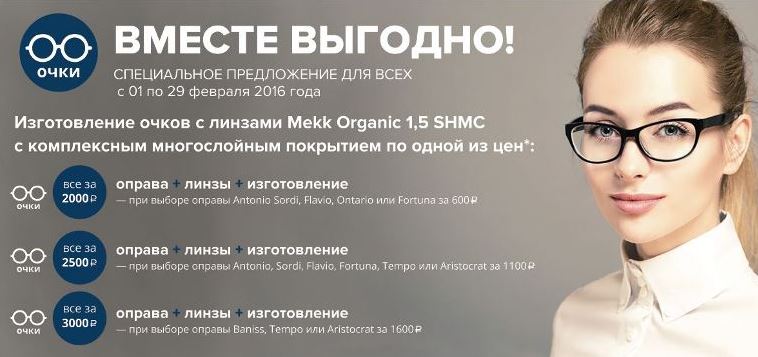 ОЧКИ
ВМЕСТЕ ВЫГОДНО!
СПЕЦИАЛЬНОЕ ПРЕДЛОЖЕНИЕ ДЛЯ ВСЕХ
с 01 по 29 февраля 2016 года
Изготовление очков с линзами Mekk Organic 1,5 SHMC
с комплексным многослойным покрытием по одной из цен*:
ОЧКИ
все за
2000 ₽
оправа + линзы + изготовление
— при выборе оправы Antonio Sordi, Flavio, Ontario или Fortuna за 600 ₽
ОЧКИ
все за
2500 ₽
оправа + линзы + изготовление
— при выборе оправы Antonio, Sordi, Flavio, Fortuna, Tempo или Aristocrat за 1100 ₽
ОЧКИ
все за
3000 ₽
оправа + линзы + изготовление
— при выборе оправы Baniss, Tempo или Aristocrat за 1600 ₽